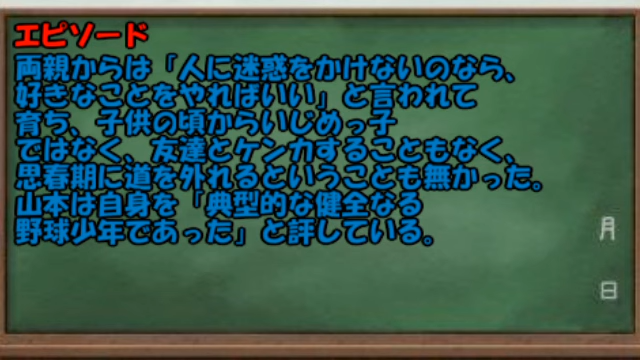 エピソード
両親からは「人に迷惑をかけないのなら、
好きなことをやればいい」と言われて
育ち、子供の頃からいじめっ子
ではなく、友達とケンカすることもなく、
思春期に道を外れるということも無かった。
山本は自身を「典型的な健全なる
野球少年であった」と評している。
月
日